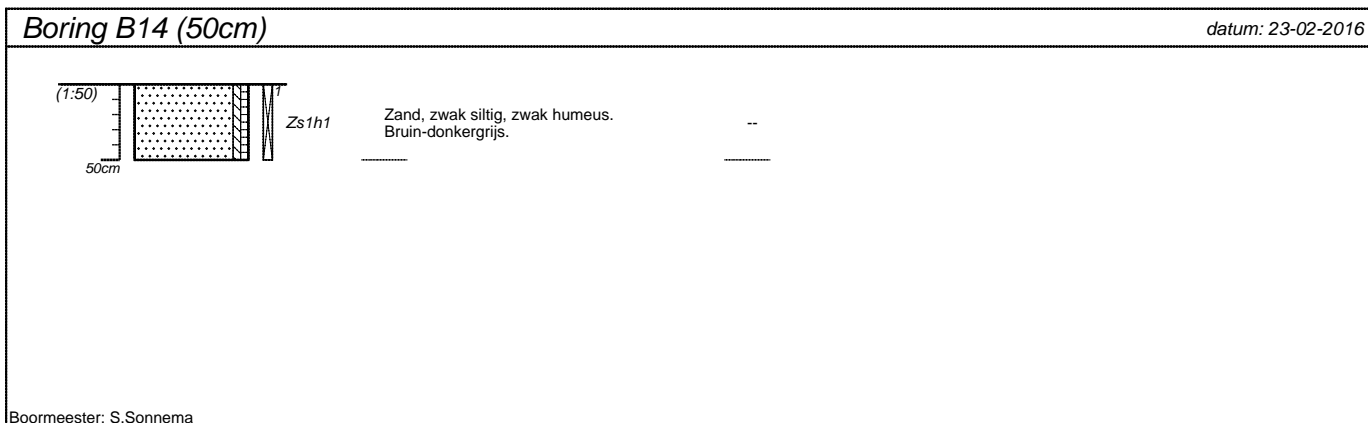 Boring B14 (50cm)
datum: 23-02-2016
(1:50)
1
Zs1h1
Zand, zwak siltig, zwak humeus.
Bruin-donkergrijs.
--
50cm
Boormeester: S.Sonnema